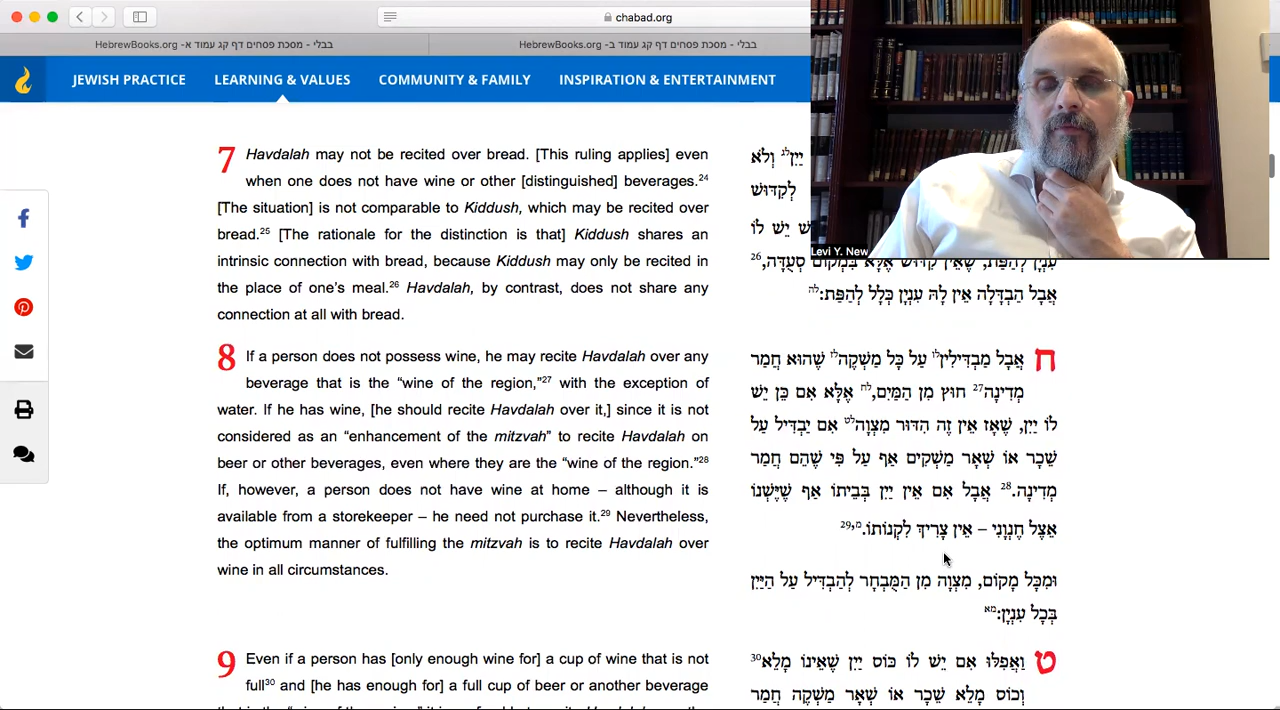 chabad.org
HebrewBooks.org - בבלי - מסכת פסחים דף קג עמוד א
HebrewBooks.org - בבלי - מסכת פסחים דף קג עמוד ב
JEWISH PRACTICE
LEARNING & VALUES
COMMUNITY & FAMILY
INSPIRATION & ENTERTAINMENT
7 Havdalah may not be recited over bread. [This ruling applies] even
when one does not have wine or other [distinguished] beverages.24
[The situation] is not comparable to Kiddush, which may be recited over
bread.25 [The rationale for the distinction is that] Kiddush shares an
intrinsic connection with bread, because Kiddush may only be recited in
the place of one’s meal.26 Havdalah, by contrast, does not share any
connection at all with bread.
יַיִןלג וְלֹא
לְקִדּוּשׁ
יֵשׁ לוֹ
עִנְיָן לְהַפַּת, שֶׁאֵין קִדּוּשׁ אֶלָּא בִּמְקוֹם סְעֻדָּה,26
אֲבָל הַבְדָּלָה אֵין לָהּ עִנְיָן כְּלָל לְהַפַּת:לה
8 If a person does not possess wine, he may recite Havdalah over any
beverage that is the “wine of the region,”27 with the exception of
water. If he has wine, [he should recite Havdalah over it,] since it is not
considered as an “enhancement of the mitzvah” to recite Havdalah on
beer or other beverages, even where they are the “wine of the region.”28
If, however, a person does not have wine at home – although it is
available from a storekeeper – he need not purchase it.29 Nevertheless,
the optimum manner of fulfilling the mitzvah is to recite Havdalah over
wine in all circumstances.
ח אֲבָל מַבְדִּילִיןלו עַל כָּל מַשְׁקֶהלז שֶׁהוּא חֲמַר
מְדִינָה27 חוּץ מִן הַמַּיִם,לח אֶלָּא אִם כֵּן יֵשׁ
לוֹ יַיִן, שֶׁאָז אֵין זֶה הִדּוּר מִצְוָהלט אִם יַבְדִּיל עַל
שֵׁכָר אוֹ שְׁאָר מַשְׁקִים אַף עַל פִּי שֶׁהֵם חֲמַר
מְדִינָה.28 אֲבָל אִם אֵין יַיִן בְּבֵיתוֹ אַף שֶׁיֶּשְׁנוֹ
אֵצֶל חֶנְוָנִי – אֵין צָרִיךְ לִקְנוֹתוֹ.מ,29
וּמִכָּל מָקוֹם, מִצְוָה מִן הַמֻּבְחָר לְהַבְדִּיל עַל הַיַּיִן
בְּכָל עִנְיָן:מא
9 Even if a person has [only enough wine for] a cup of wine that is not
full30 and [he has enough for] a full cup of beer or another beverage
ט וַאֲפִלּוּ אִם יֵשׁ לוֹ כּוֹס יַיִן שֶׁאֵינוֹ מָלֵא30
וְכוֹס מָלֵא שֵׁכָר אוֹ שְׁאָר מַשְׁקֶה חֲמַר
Levi Y. New